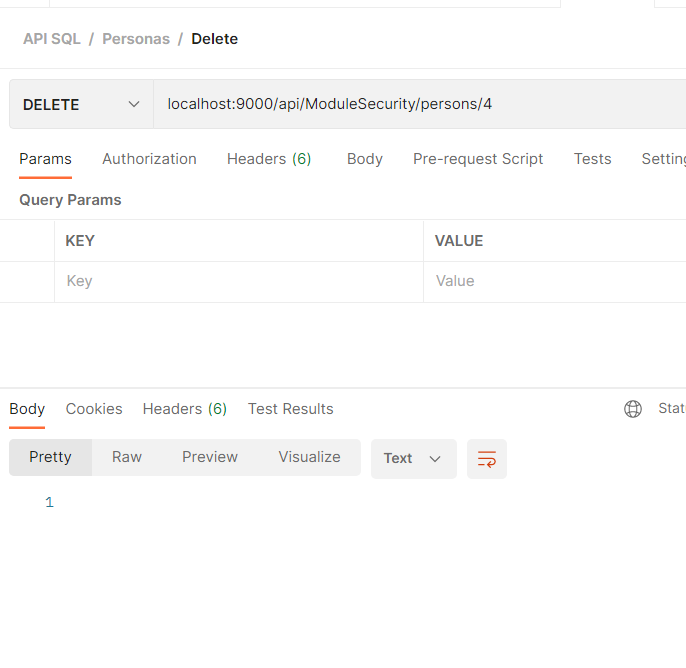 API SQL / Personas / Delete
DELETE localhost:9000/api/ModuleSecurity/persons/4
Params Authorization Headers (6) Body Pre-request Script Tests Setting
Query Params
KEY VALUE
Key Value
Body Cookies Headers (6) Test Results Stat
Pretty Raw Preview Visualize Text
1